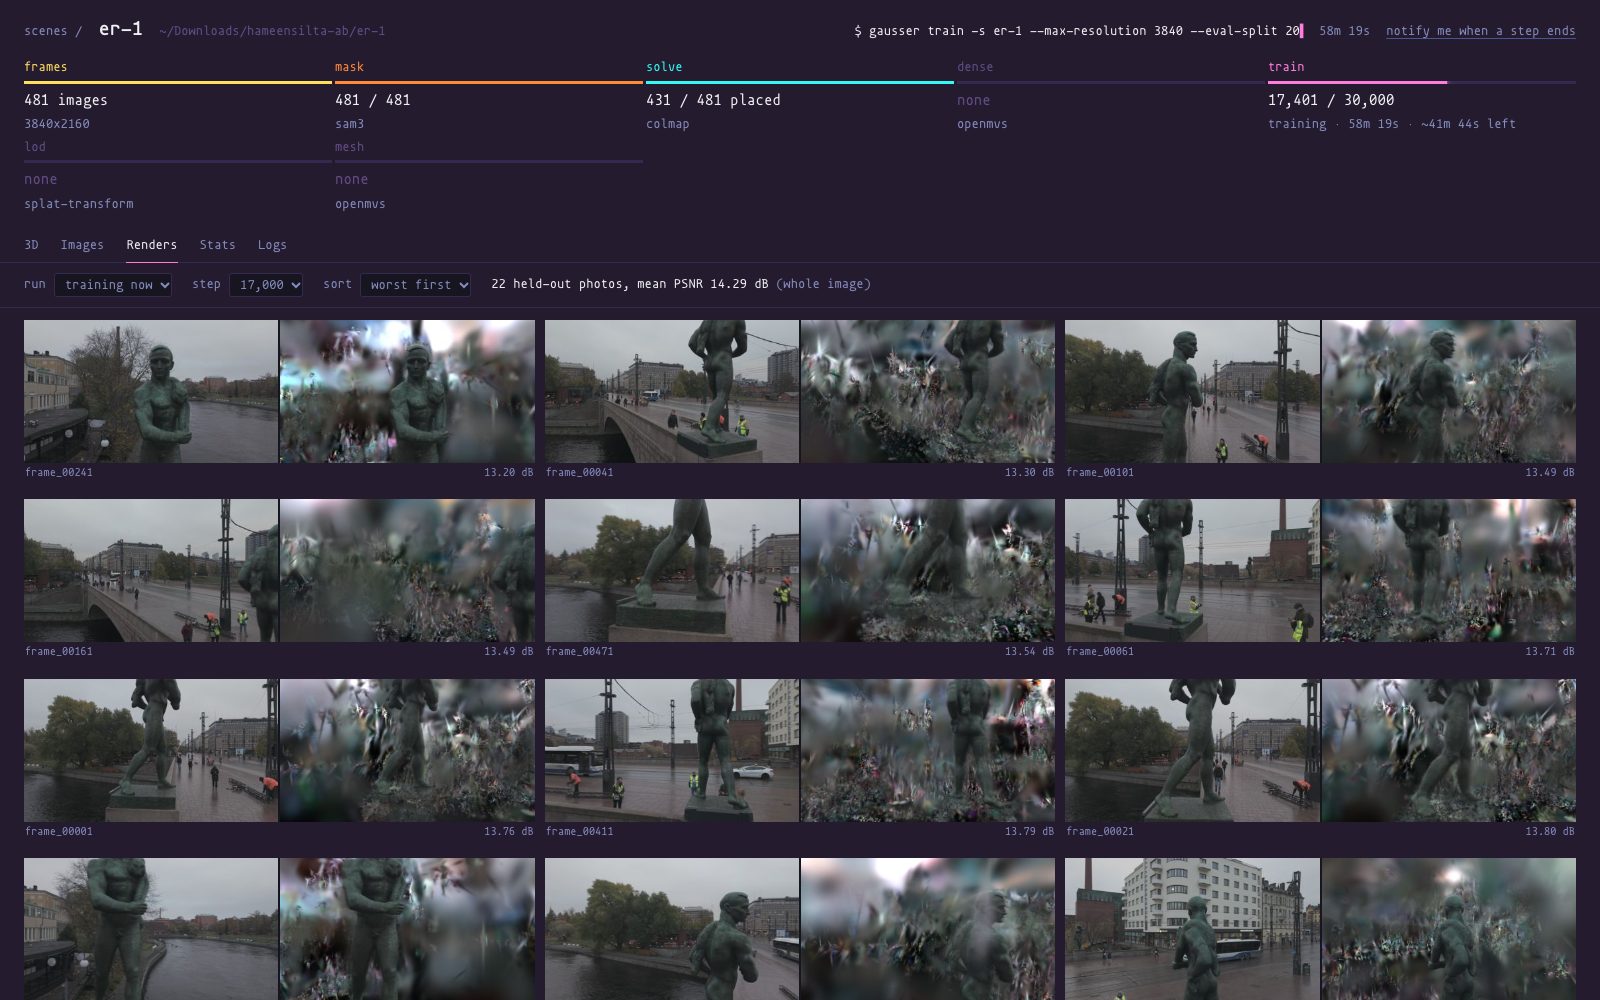 scenes / er-1 ~/Downloads/hameensilta-ab/er-1
$ gausser train -s er-1 --max-resolution 3840 --eval-split 20 58m 19s notify me when a step ends
frames mask solve dense train
481 images 481 / 481 431 / 481 placed none 17,401 / 30,000
3840x2160 sam3 colmap openmvs training · 58m 19s · ~41m 44s left
lod mesh
none none
splat-transform openmvs
3D Images Renders Stats Logs
run training now step 17,000 sort worst first 22 held-out photos, mean PSNR 14.29 dB (whole image)
frame_00241 13.20 dB frame_00041 13.30 dB frame_00101 13.49 dB
frame_00161 13.49 dB frame_00471 13.54 dB frame_00061 13.71 dB
frame_00001 13.76 dB frame_00411 13.79 dB frame_00021 13.80 dB